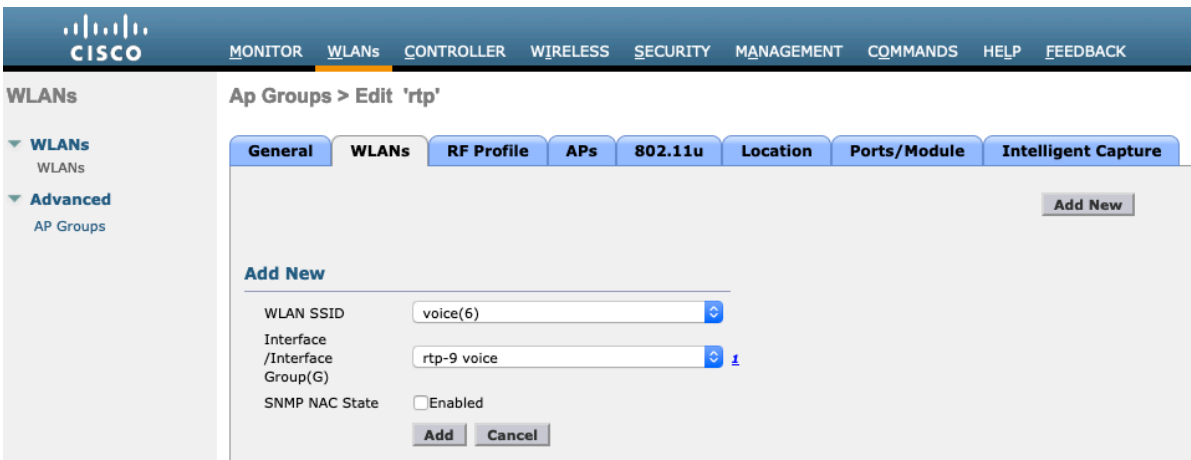 CISCO
MONITOR WLANs CONTROLLER WIRELESS SECURITY MANAGEMENT COMMANDS HELP FEEDBACK
WLANs
WLANs
WLANs
Advanced
AP Groups
Ap Groups > Edit 'rtp'
General WLANs RF Profile APs 802.11u Location Ports/Module Intelligent Capture
Add New
Add New
WLAN SSID voice(6)
Interface
/Interface
Group(G)
rtp-9 voice 1
SNMP NAC State Enabled
Add Cancel